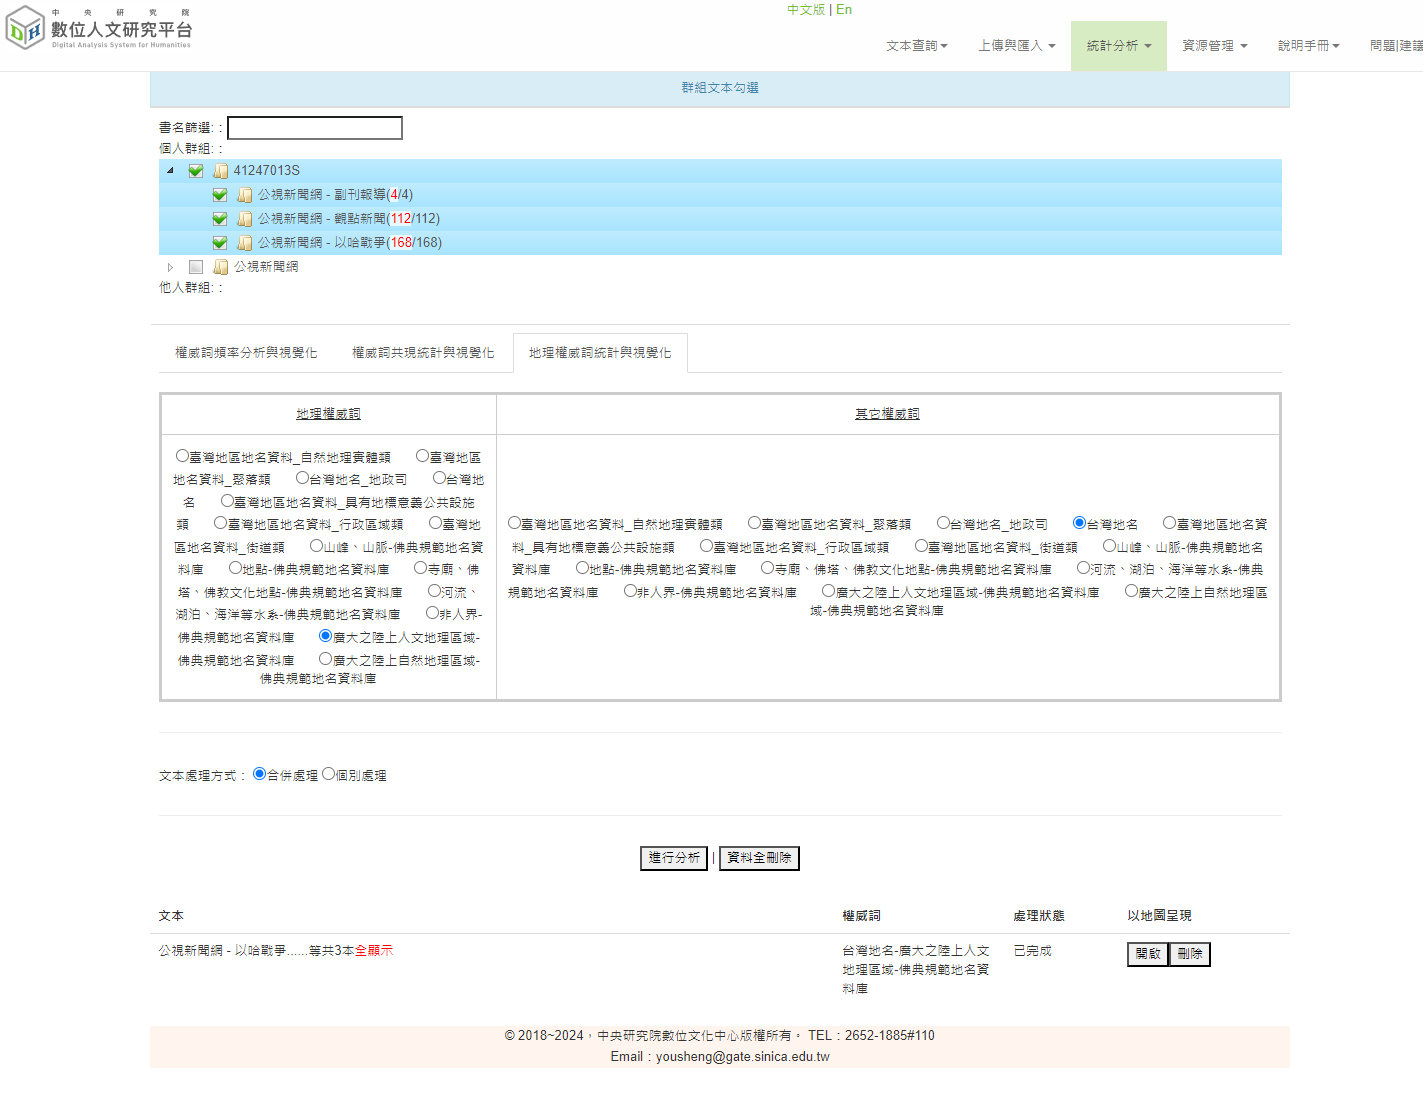 中文版 | En
中 央 研 究 院
數位人文研究平台
Digital Analysis System for Humanities
文本查詢 上傳與匯入 統計分析 資源管理 說明手冊 問題|建議
群組文本勾選
書名篩選: :
個人群組: :
41247013S
公視新聞網 - 副刊報導(4/4)
公視新聞網 - 觀點新聞(112/112)
公視新聞網 - 以哈戰爭(168/168)
公視新聞網
他人群組: :
權威詞頻率分析與視覺化 權威詞共現統計與視覺化 地理權威詞統計與視覺化
地理權威詞
臺灣地區地名資料_自然地理實體類 臺灣地區
地名資料_聚落類 台灣地名_地政司 台灣地
名 臺灣地區地名資料_具有地標意義公共設施
類 臺灣地區地名資料_行政區域類 臺灣地
區地名資料_街道類 山峰、山脈-佛典規範地名資
料庫 地點-佛典規範地名資料庫 寺廟、佛
塔、佛教文化地點-佛典規範地名資料庫 河流、
湖泊、海洋等水系-佛典規範地名資料庫 非人界-
佛典規範地名資料庫 廣大之陸上人文地理區域-
佛典規範地名資料庫 廣大之陸上自然地理區域-
佛典規範地名資料庫
其它權威詞
臺灣地區地名資料_自然地理實體類 臺灣地區地名資料_聚落類 台灣地名_地政司 台灣地名 臺灣地區地名資
料_具有地標意義公共設施類 臺灣地區地名資料_行政區域類 臺灣地區地名資料_街道類 山峰、山脈-佛典規範地名
資料庫 地點-佛典規範地名資料庫 寺廟、佛塔、佛教文化地點-佛典規範地名資料庫 河流、湖泊、海洋等水系-佛典
規範地名資料庫 非人界-佛典規範地名資料庫 廣大之陸上人文地理區域-佛典規範地名資料庫 廣大之陸上自然地理區
域-佛典規範地名資料庫
文本處理方式： 合併處理 個別處理
進行分析 | 資料全刪除
文本 權威詞 處理狀態 以地圖呈現
公視新聞網 - 以哈戰爭......等共3本全顯示 台灣地名-廣大之陸上人文 已完成 開啟 刪除
地理區域-佛典規範地名資
料庫
© 2018~2024，中央研究院數位文化中心版權所有。 TEL：2652-1885#110
Email：yousheng@gate.sinica.edu.tw